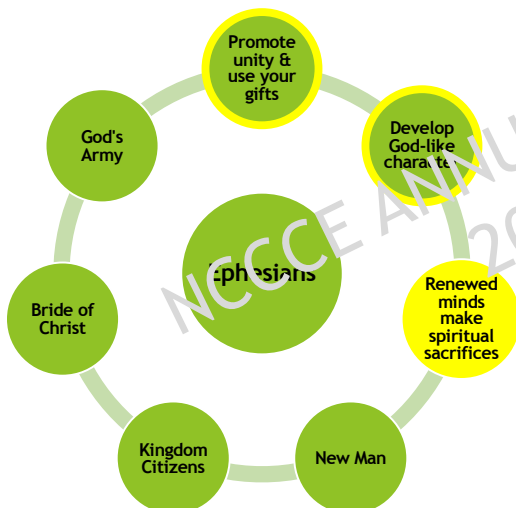 Promote
unity &
use your
gifts
Develop
God-like
character
Renewed
minds
make
spiritual
sacrifices
New Man
Kingdom
Citizens
Bride of
Christ
God's
Army
Ephesians
NCCCE